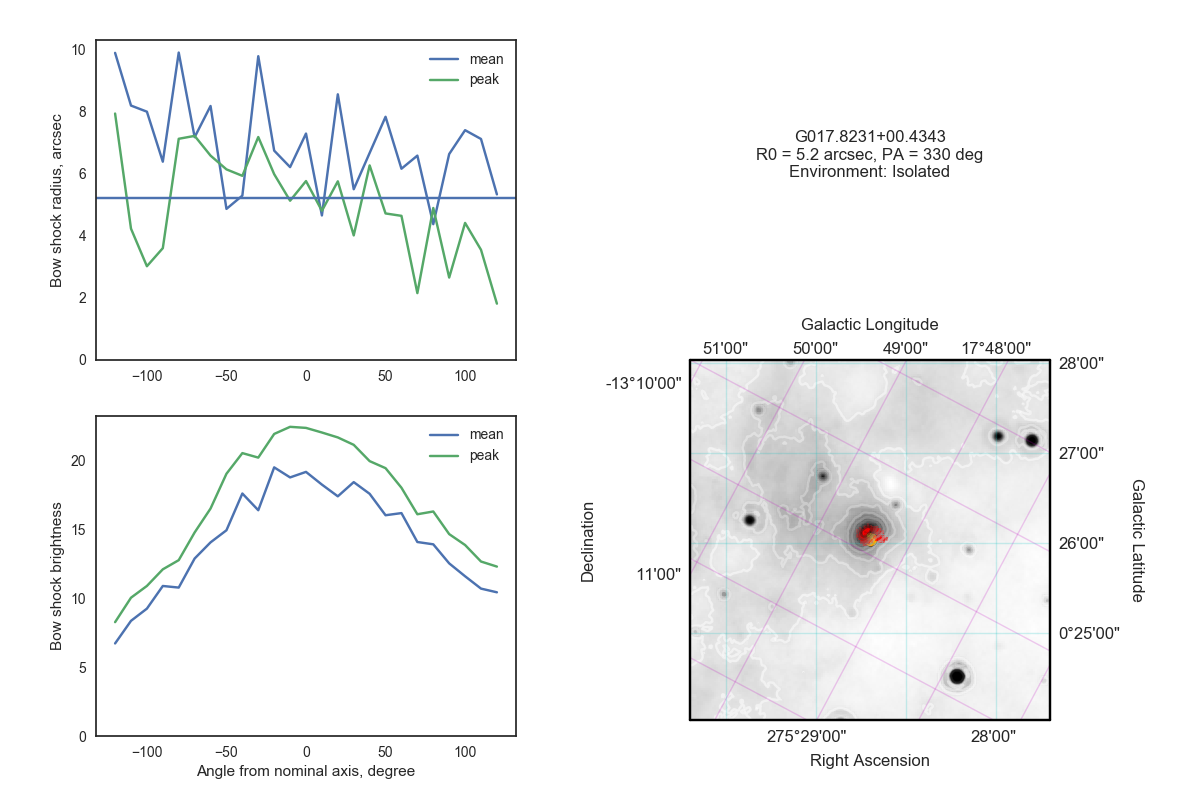 10
8
6
4
2
0
Bow shock radius, arcsec
mean
peak
−100
−50
0
50
100
20
15
10
5
0
Bow shock brightness
mean
peak
−100
−50
0
50
100
Angle from nominal axis, degree
G017.8231+00.4343
R0 = 5.2 arcsec, PA = 330 deg
Environment: Isolated
Galactic Longitude
51'00" 50'00" 49'00" 17°48'00"
-13°10'00"
11'00"
Declination
28'00"
27'00"
26'00"
0°25'00"
Galactic Latitude
275°29'00" 28'00"
Right Ascension